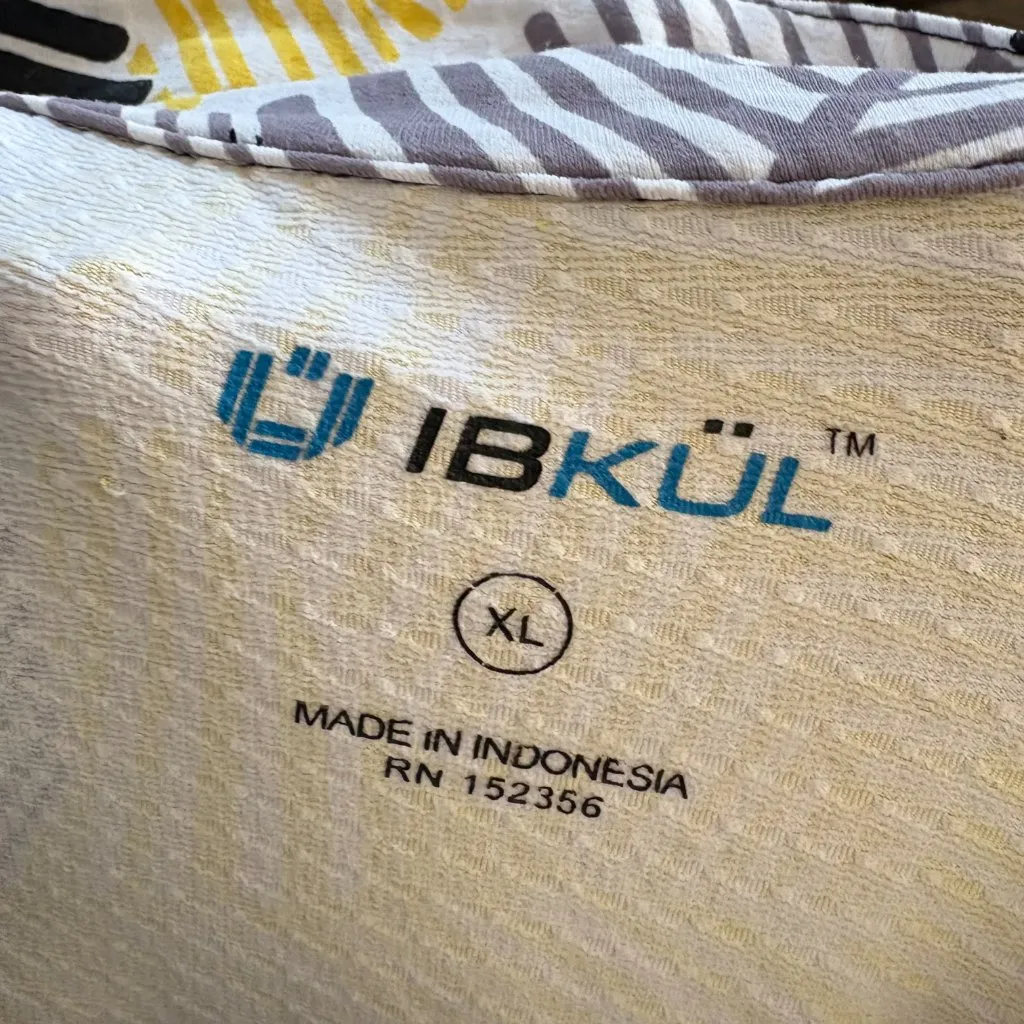 IBKÜL™
XL
MADE IN INDONESIA
RN 152356